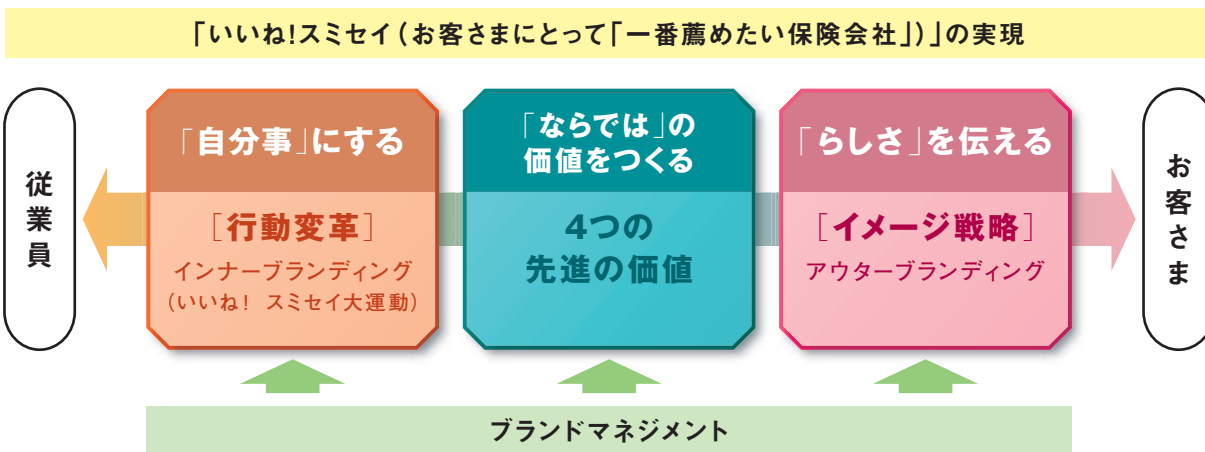 「いいね!スミセイ(お客さまにとって「一番薦めたい保険会社」)」の実現
従業員
「自分事」にする
[行動変革]
インナーブランディング
(いいね! スミセイ大運動)
「ならでは」の
価値をつくる
4つの
先進の価値
「らしさ」を伝える
[イメージ戦略]
アウターブランディング
お客さま
ブランドマネジメント